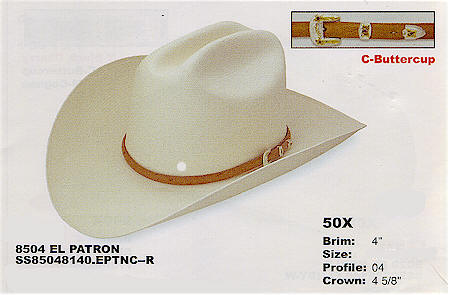 C-Buttercup
8504 EL PATRON
SS85048140.EPTNC--R
50X
Brim: 4"
Size:
Profile: 04
Crown: 4 5/8"